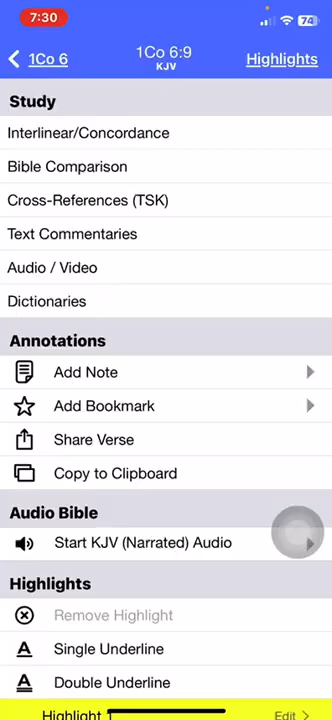 7:30
74
1Co 6
1Co 6:9
KJV
Highlights
Study
Interlinear/Concordance
Bible Comparison
Cross-References (TSK)
Text Commentaries
Audio / Video
Dictionaries
Annotations
Add Note
Add Bookmark
Share Verse
Copy to Clipboard
Audio Bible
Start KJV (Narrated) Audio
Highlights
Remove Highlight
A Single Underline
A Double Underline
Highlight 1
Edit